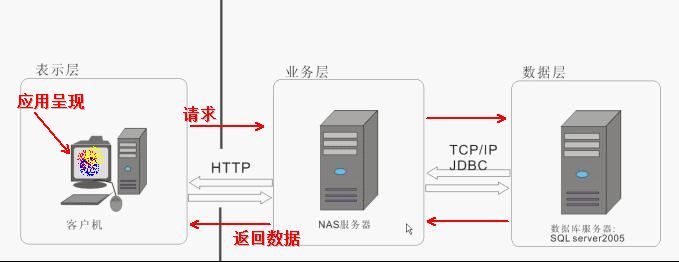 表示层
业务层
数据层
应用呈现
请求
HTTP
TCP/IP
JDBC
客户机
NAS服务器
数据库服务器:
SQL server2005
返回数据